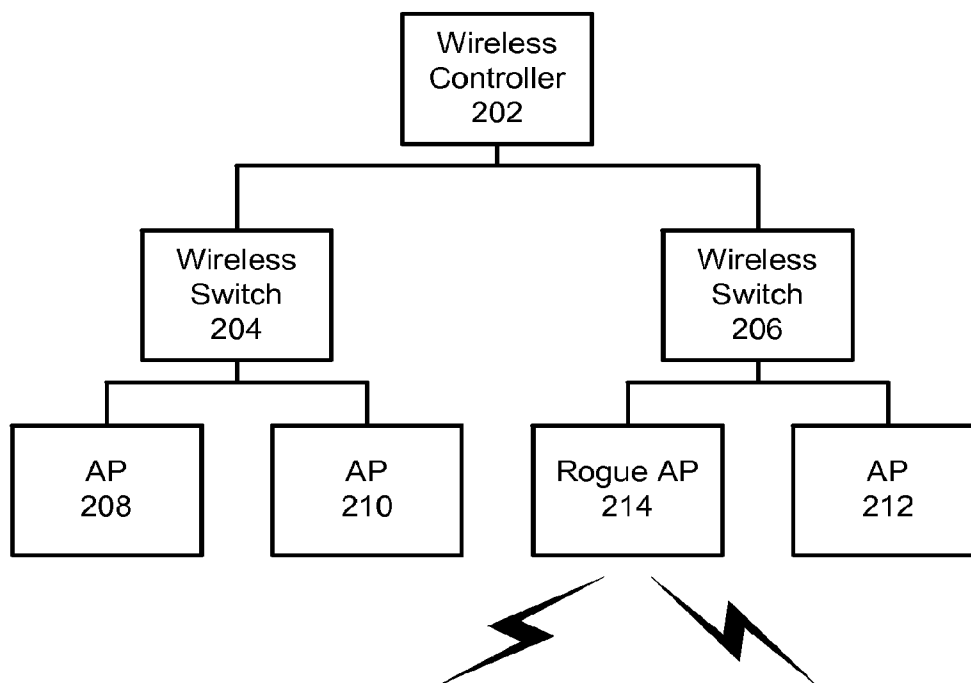 Wireless
Controller
202
Wireless
Switch
204
Wireless
Switch
206
AP
208
AP
210
Rogue AP
214
AP
212